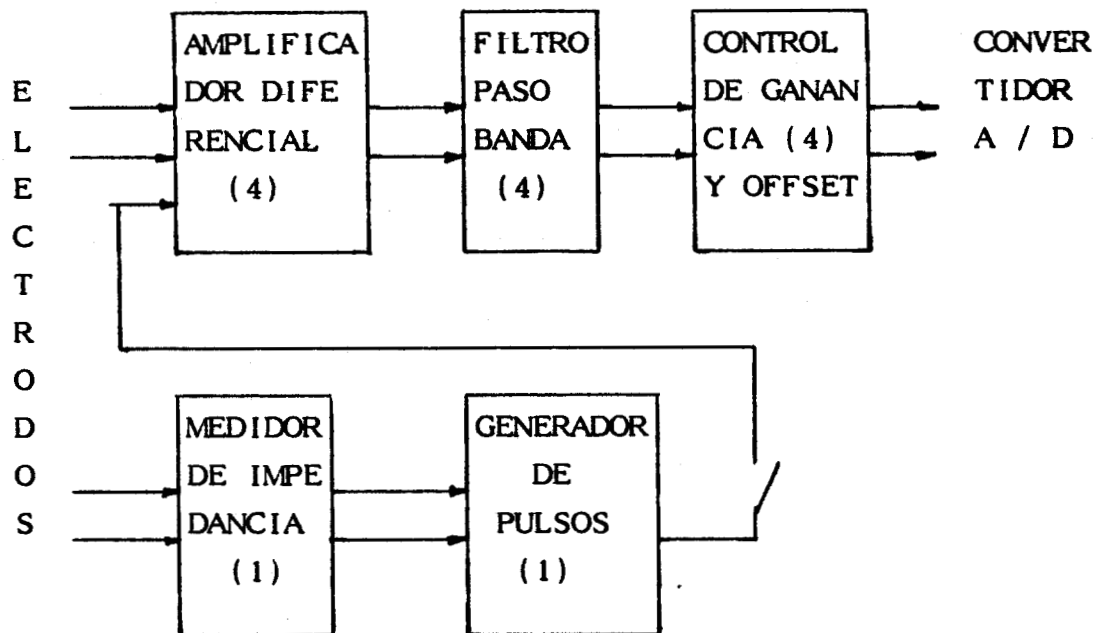 ELECTRODOS
AMPLIFICA
DOR DIFE
RENCIAL
(4)
FILTRO
PASO
BANDA
(4)
CONTROL
DE GANAN
CIA (4)
Y OFFSET
CONVER
TIDOR
A / D
MEDIDOR
DE IMPE
DANCIA
(1)
GENERADOR
DE
PULSOS
(1)